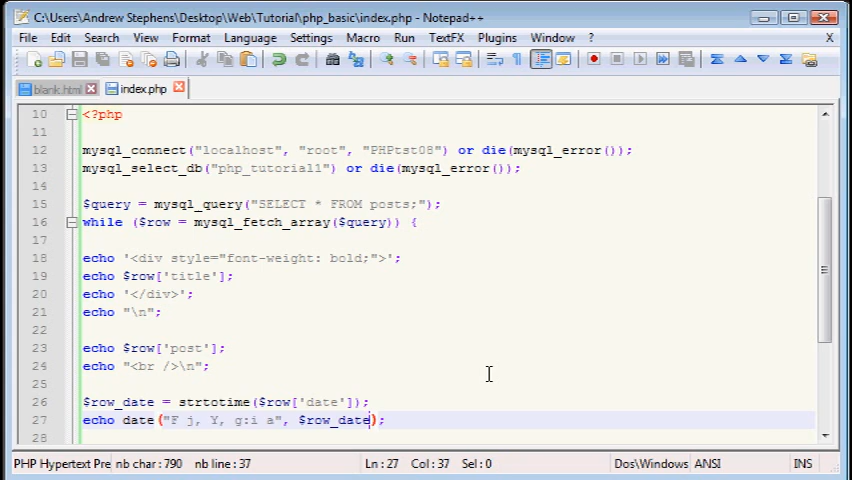 C:\Users\Andrew Stephens\Desktop\Web\Tutorial\php_basic\index.php - Notepad++
File Edit Search View Format Language Settings Macro Run TextFX Plugins Window ? X
blank.html index.php
10 <?php
11
12 mysql_connect("localhost", "root", "PHPtst08") or die(mysql_error());
13 mysql_select_db("php_tutorial1") or die(mysql_error());
14
15 $query = mysql_query("SELECT * FROM posts;");
16 while ($row = mysql_fetch_array($query)) {
17
18 echo '<div style="font-weight: bold;">';
19 echo $row['title'];
20 echo '</div>';
21 echo "\n";
22
23 echo $row['post'];
24 echo "<br />\n";
25
26 $row_date = strtotime($row['date']);
27 echo date("F j, Y, g:i a", $row_date);
28
PHP Hypertext Pre nb char : 790 nb line : 37 Ln : 27 Col : 37 Sel : 0 Dos\Windows ANSI INS